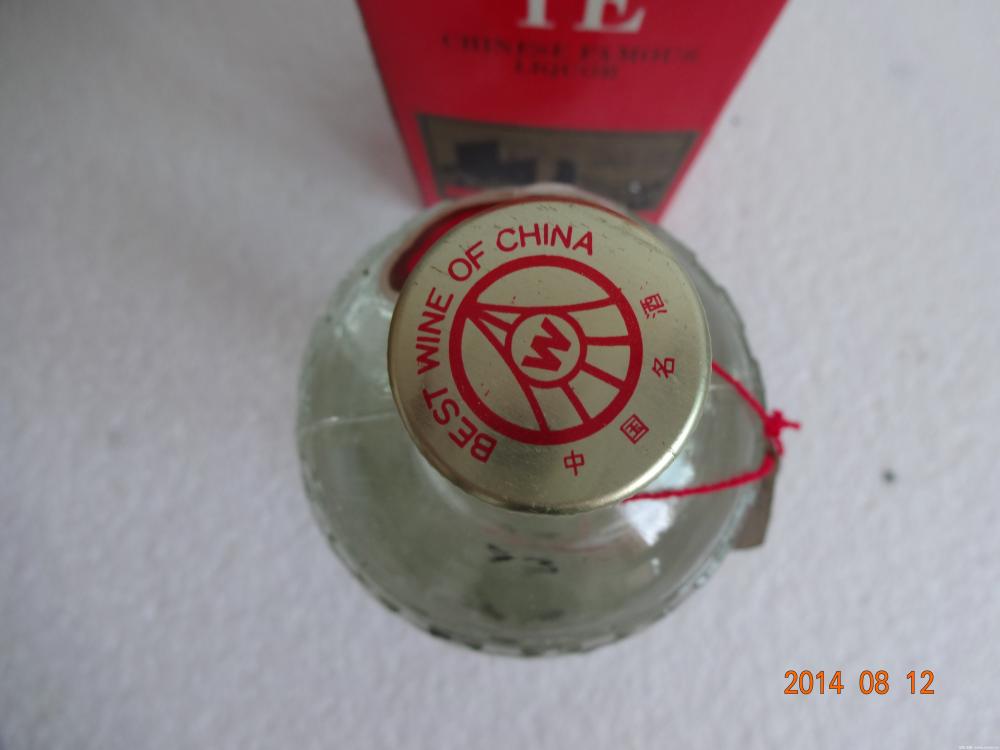 YE
CHINESE FAMOUS
LIQUOR
BEST WINE OF CHINA
W
中国名酒
2014 08 12